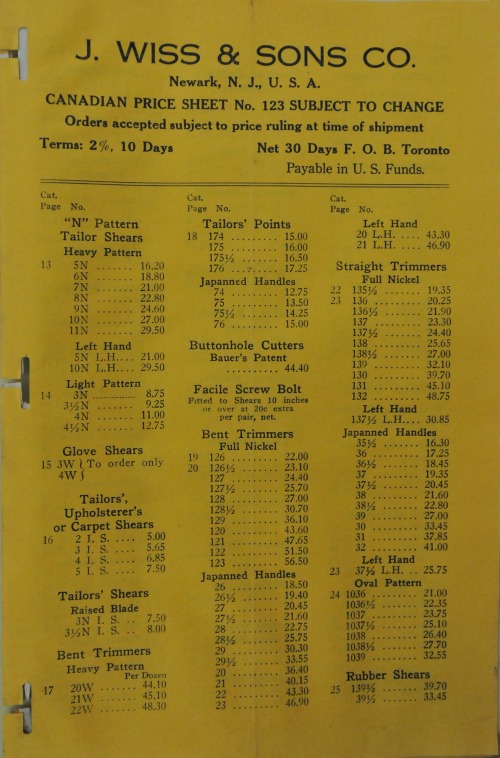 J. WISS & SONS CO.
Newark, N. J., U. S. A.
CANADIAN PRICE SHEET No. 123 SUBJECT TO CHANGE
Orders accepted subject to price ruling at time of shipment
Terms: 2%, 10 Days Net 30 Days F. O. B. Toronto
Payable in U. S. Funds.
Cat.
Page No.
"N" Pattern
Tailor Shears
Heavy Pattern
13 5N ....... 16.20
6N ....... 18.80
7N ....... 21.00
8N ....... 22.80
9N ....... 24.60
10N ....... 27.00
11N ....... 29.50
Left Hand
5N L.H.... 21.00
10N L.H.... 29.50
Light Pattern
14 3N .............. 8.75
3½N ....... 9.25
4N ....... 11.00
4½N ....... 12.75
Glove Shears
15 3W } To order only
4W }
Tailors',
Upholsterer's
or Carpet Shears
16 2 I. S. .... 5.00
3 I. S. .... 5.65
4 I. S. .... 6.85
5 I. S. .... 7.50
Tailors' Shears
Raised Blade
3N I. S. .. 7.50
3½N I. S. .. 8.00
Bent Trimmers
Heavy Pattern
Per Dozen
17 20W ....... 44.10
21W ....... 45.10
22W ....... 48.30
Cat.
Page No.
Tailors' Points
18 174 ......... 15.00
175 ......... 16.00
175½ ....... 16.50
176 ......... 17.25
Japanned Handles
74 ......... 12.75
75 ......... 13.50
75½ ....... 14.25
76 ......... 15.00
Buttonhole Cutters
Bauer's Patent
......... 44.40
Facile Screw Bolt
Fitted to Shears 10 inches
or over at 20c extra
per pair, net.
Bent Trimmers
Full Nickel
19 126 ......... 22.00
20 126½ ....... 23.10
127 ......... 24.40
127½ ....... 25.70
128 ......... 27.00
128½ ....... 30.70
129 ......... 36.10
120 ......... 43.60
121 ......... 47.65
122 ......... 51.50
123 ......... 56.50
Japanned Handles
26 ......... 18.50
26½ ....... 19.40
27 ......... 20.45
27½ ....... 21.60
28 ......... 22.75
28½ ....... 25.75
29 ......... 30.30
29½ ....... 33.55
20 ......... 36.40
21 ......... 40.15
22 ......... 43.30
23 ......... 46.90
Cat.
Page No.
Left Hand
20 L.H. .... 43.30
21 L.H. .... 46.90
Straight Trimmers
Full Nickel
22 135½ ....... 19.35
23 136 ......... 20.25
136½ ....... 21.90
137 ......... 23.30
137½ ....... 24.40
138 ......... 25.65
138½ ....... 27.00
139 ......... 32.10
130 ......... 39.70
131 ......... 45.10
132 ......... 48.75
Left Hand
137½ L.H.... 30.85
Japanned Handles
35½ ....... 16.30
36 ......... 17.25
36½ ....... 18.45
37 ......... 19.35
37½ ....... 20.45
38 ......... 21.60
38½ ....... 22.80
39 ......... 27.00
30 ......... 33.45
31 ......... 37.85
32 ......... 41.00
Left Hand
23 37½ L.H. .. 25.75
Oval Pattern
24 1036 ......... 21.00
1036½ ....... 22.35
1037 ......... 23.75
1037½ ....... 25.10
1038 ......... 26.40
1038½ ....... 27.70
1039 ......... 32.55
Rubber Shears
25 139½ ....... 39.70
39½ ....... 33.45